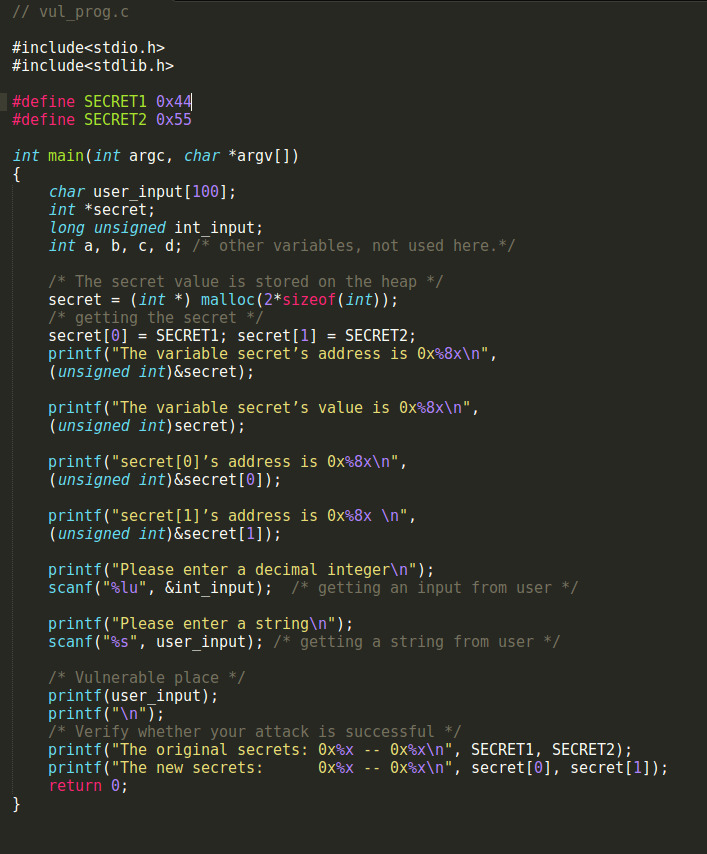 // vul_prog.c
#include<stdio.h>
#include<stdlib.h>
#define SECRET1 0x44
#define SECRET2 0x55
int main(int argc, char *argv[])
{
char user_input[100];
int *secret;
long unsigned int_input;
int a, b, c, d; /* other variables, not used here.*/
/* The secret value is stored on the heap */
secret = (int *) malloc(2*sizeof(int));
/* getting the secret */
secret[0] = SECRET1; secret[1] = SECRET2;
printf("The variable secret’s address is 0x%8x\n",
(unsigned int)&secret);
printf("The variable secret’s value is 0x%8x\n",
(unsigned int)secret);
printf("secret[0]’s address is 0x%8x\n",
(unsigned int)&secret[0]);
printf("secret[1]’s address is 0x%8x \n",
(unsigned int)&secret[1]);
printf("Please enter a decimal integer\n");
scanf("%lu", &int_input);  /* getting an input from user */
printf("Please enter a string\n");
scanf("%s", user_input); /* getting a string from user */
/* Vulnerable place */
printf(user_input);
printf("\n");
/* Verify whether your attack is successful */
printf("The original secrets: 0x%x -- 0x%x\n", SECRET1, SECRET2);
printf("The new secrets:      0x%x -- 0x%x\n", secret[0], secret[1]);
return 0;
}